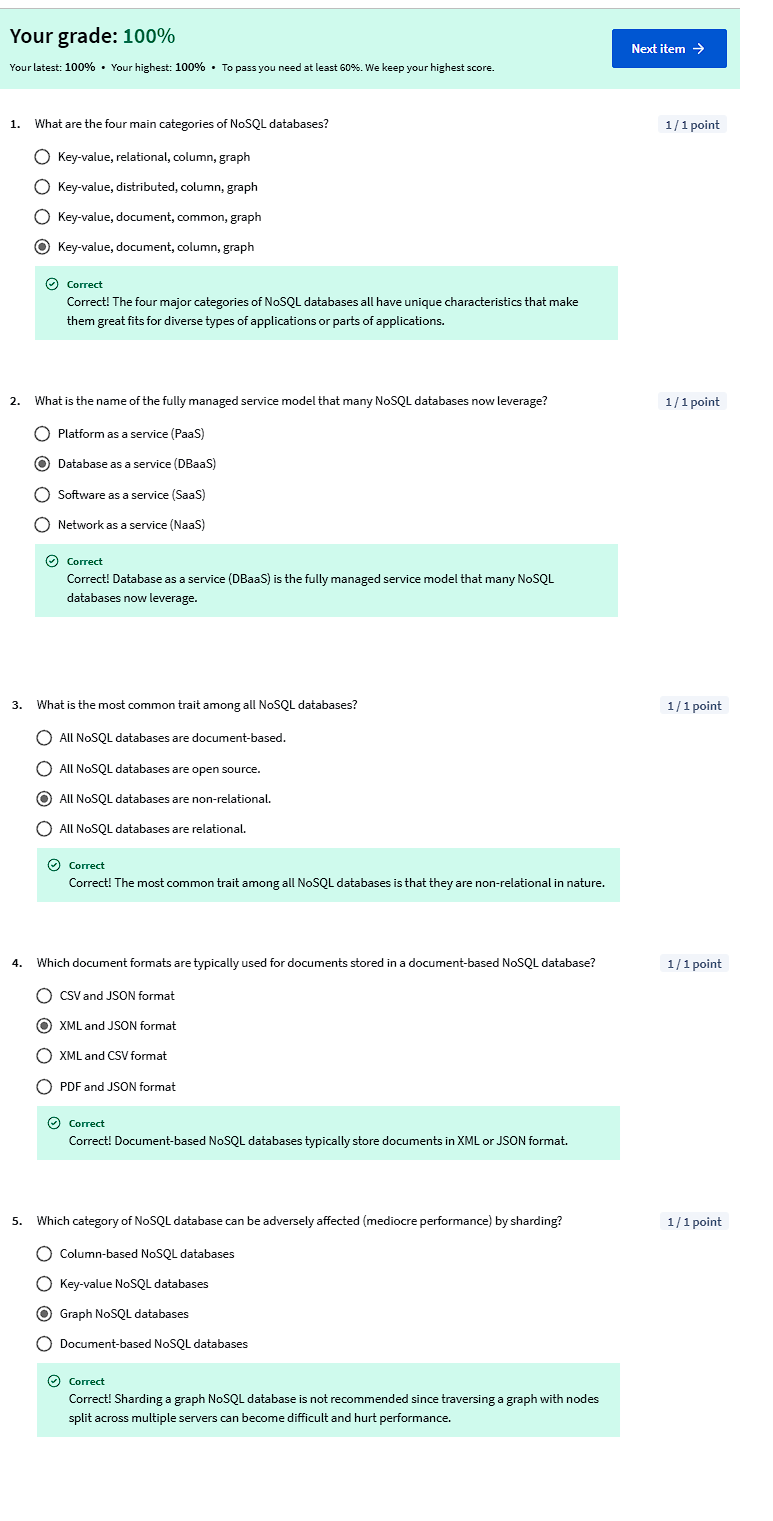 Your grade: 100%
Next item →
Your latest: 100% • Your highest: 100% • To pass you need at least 60%. We keep your highest score.
1. What are the four main categories of NoSQL databases?
1 / 1 point
Key-value, relational, column, graph
Key-value, distributed, column, graph
Key-value, document, common, graph
Key-value, document, column, graph
Correct
Correct! The four major categories of NoSQL databases all have unique characteristics that make
them great fits for diverse types of applications or parts of applications.
2. What is the name of the fully managed service model that many NoSQL databases now leverage?
1 / 1 point
Platform as a service (PaaS)
Database as a service (DBaaS)
Software as a service (SaaS)
Network as a service (NaaS)
Correct
Correct! Database as a service (DBaaS) is the fully managed service model that many NoSQL
databases now leverage.
3. What is the most common trait among all NoSQL databases?
1 / 1 point
All NoSQL databases are document-based.
All NoSQL databases are open source.
All NoSQL databases are non-relational.
All NoSQL databases are relational.
Correct
Correct! The most common trait among all NoSQL databases is that they are non-relational in nature.
4. Which document formats are typically used for documents stored in a document-based NoSQL database?
1 / 1 point
CSV and JSON format
XML and JSON format
XML and CSV format
PDF and JSON format
Correct
Correct! Document-based NoSQL databases typically store documents in XML or JSON format.
5. Which category of NoSQL database can be adversely affected (mediocre performance) by sharding?
1 / 1 point
Column-based NoSQL databases
Key-value NoSQL databases
Graph NoSQL databases
Document-based NoSQL databases
Correct
Correct! Sharding a graph NoSQL database is not recommended since traversing a graph with nodes
split across multiple servers can become difficult and hurt performance.